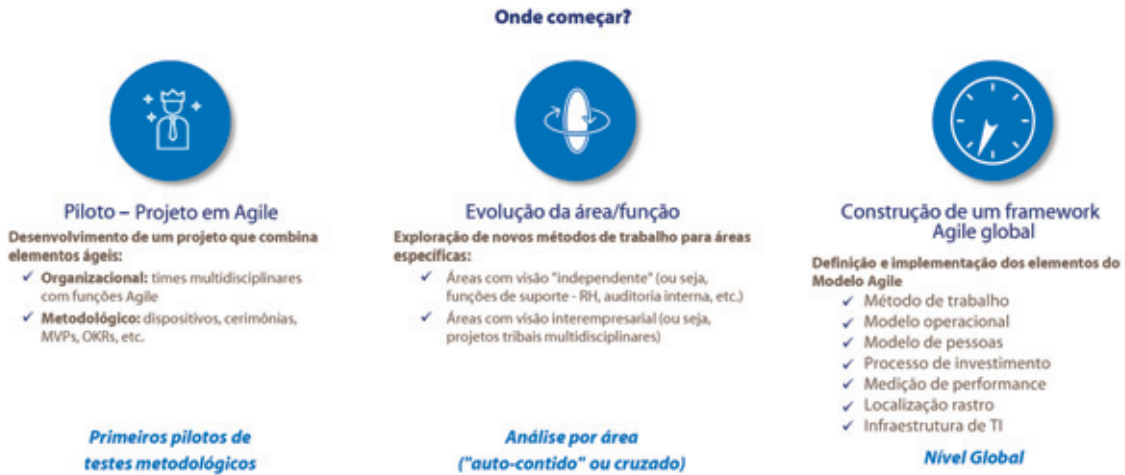 Onde começar?
Piloto – Projeto em Agile
Desenvolvimento de um projeto que combina
elementos ágeis:
✓ Organizacional: times multidisciplinares
com funções Agile
✓ Metodológico: dispositivos, cerimônias,
MVPs, OKRs, etc.
Primeiros pilotos de
testes metodológicos
Evolução da área/função
Exploração de novos métodos de trabalho para áreas
específicas:
✓ Áreas com visão "independente" (ou seja,
funções de suporte - RH, auditoria interna, etc.)
✓ Áreas com visão interempresarial (ou seja,
projetos tribais multidisciplinares)
Análise por área
("auto-contido" ou cruzado)
Construção de um framework
Agile global
Definição e implementação dos elementos do
Modelo Agile
✓ Método de trabalho
✓ Modelo operacional
✓ Modelo de pessoas
✓ Processo de investimento
✓ Medição de performance
✓ Localização rastro
✓ Infraestrutura de TI
Nível Global